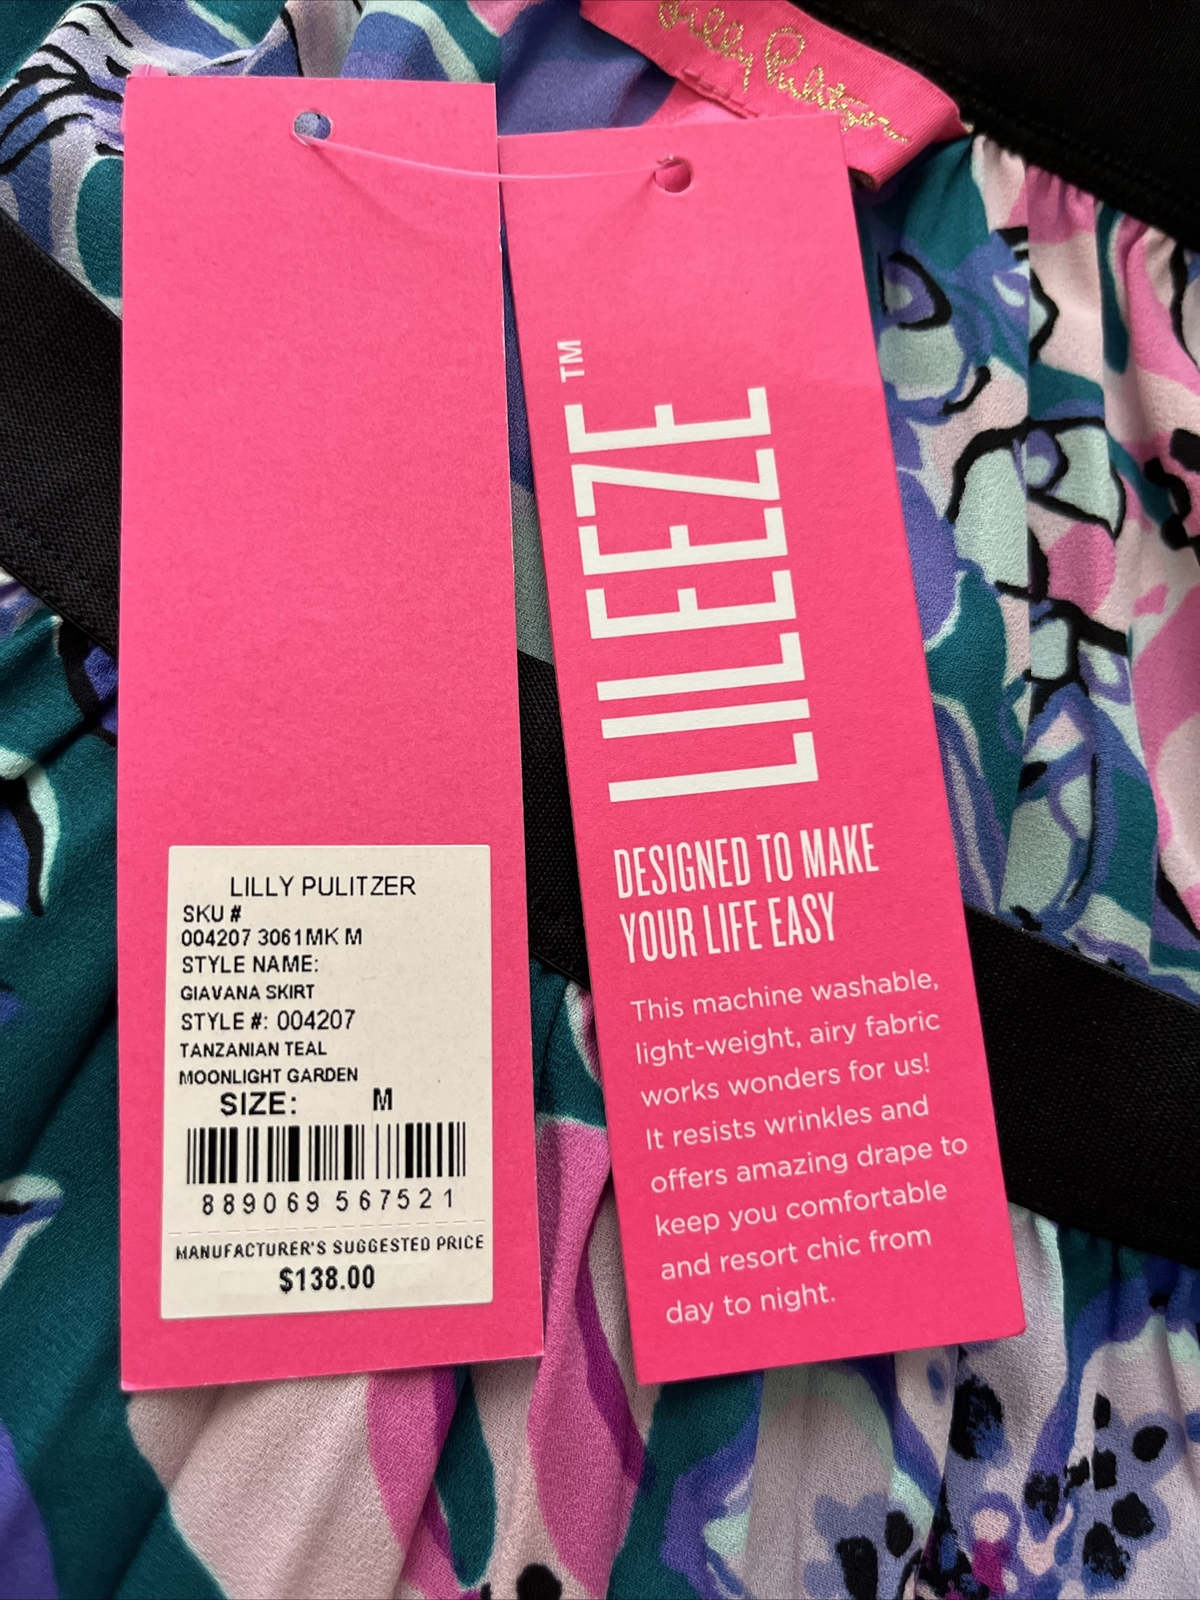 Lilly Pulitzer
LILLY PULITZER
SKU #
004207 3061MK M
STYLE NAME:
GIAVANA SKIRT
STYLE #: 004207
TANZANIAN TEAL
MOONLIGHT GARDEN
SIZE: M
889069 567521
MANUFACTURER'S SUGGESTED PRICE
$138.00
LILEEZE™
DESIGNED TO MAKE
YOUR LIFE EASY
This machine washable,
light-weight, airy fabric
works wonders for us!
It resists wrinkles and
offers amazing drape to
keep you comfortable
and resort chic from
day to night.